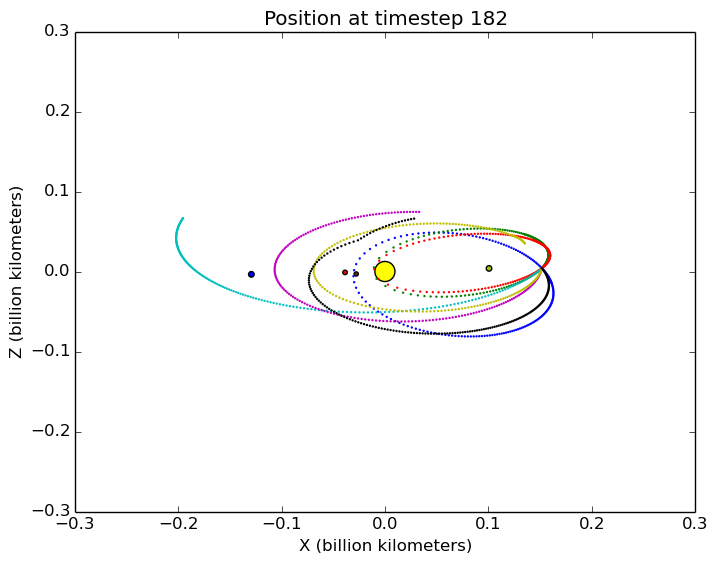 Position at timestep 182
0.3
0.2
0.1
0.0
−0.1
−0.2
−0.3
Z (billion kilometers)
−0.3 −0.2 −0.1 0.0 0.1 0.2 0.3
X (billion kilometers)